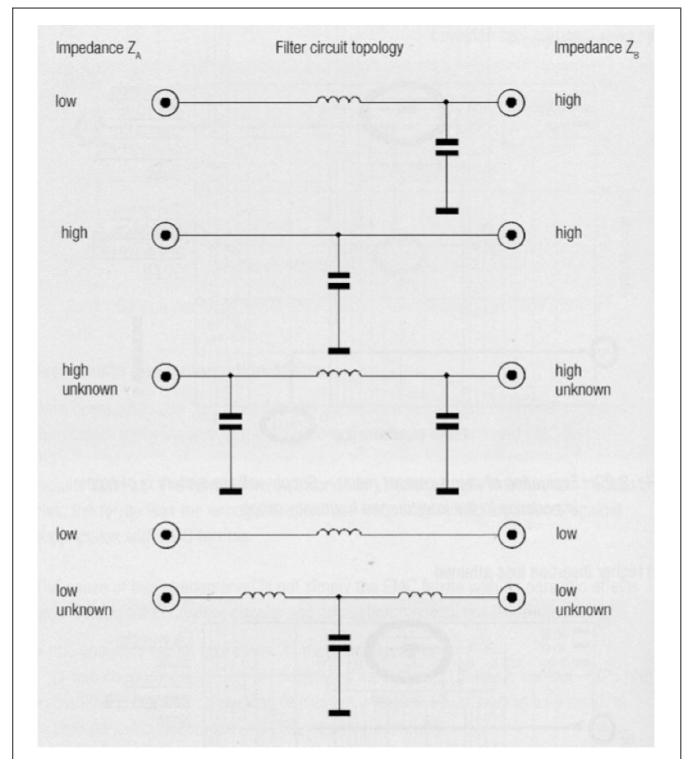 Impedance Z_A Filter circuit topology Impedance Z_B
low high
high high
high unknown high unknown
low low
low unknown low unknown